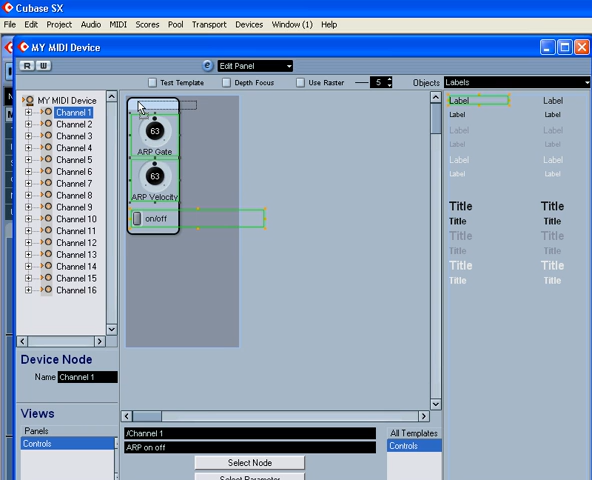 Cubase SX
File Edit Project Audio MIDI Scores Pool Transport Devices Window (1) Help
MY MIDI Device
R W e Edit Panel
Test Template Depth Focus Use Raster 5 Objects Labels
MY MIDI Device
Channel 1
Channel 2
Channel 3
Channel 4
Channel 5
Channel 6
Channel 7
Channel 8
Channel 9
Channel 10
Channel 11
Channel 12
Channel 13
Channel 14
Channel 15
Channel 16
63
ARP Gate
63
ARP Velocity
on/off
Label Label
Label Label
Label Label
Label Label
Label Label
Label Label
Title Title
Title Title
Title Title
Title Title
Title Title
Title Title
Device Node
Name Channel 1
Views
Panels
Controls
/Channel 1
ARP on off
Select Node
Select Parameter
All Templates
Controls